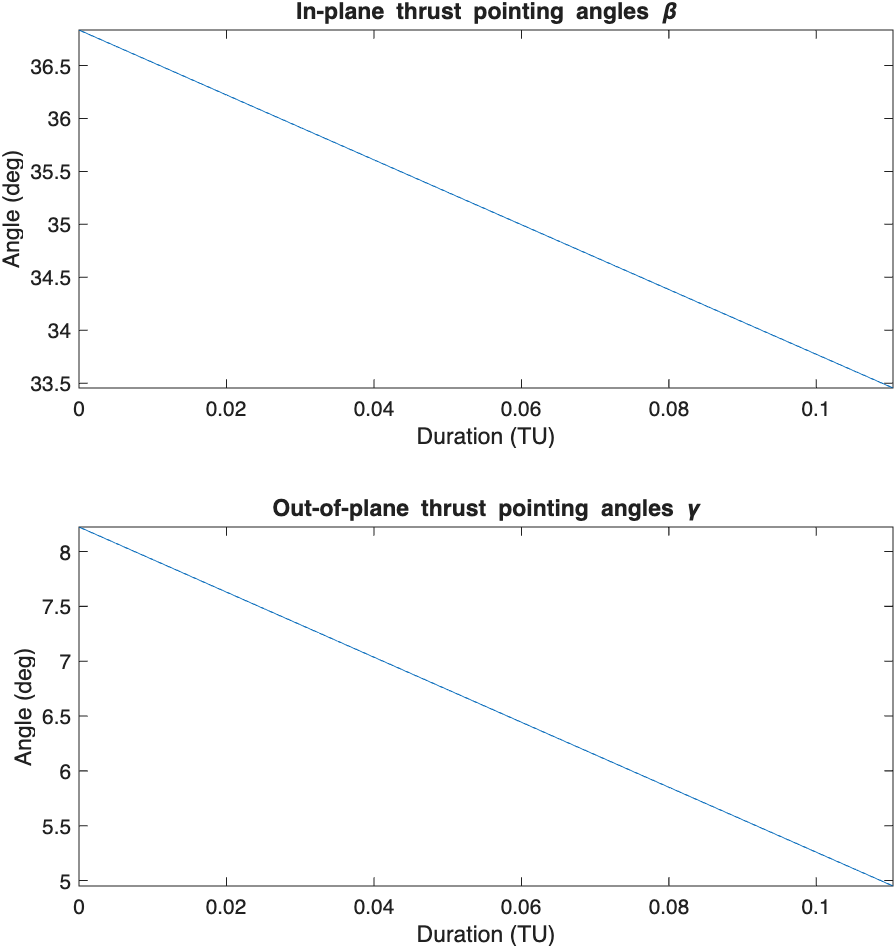 In-plane thrust pointing angles β
Angle (deg)
36.5
36
35.5
35
34.5
34
33.5
0 0.02 0.04 0.06 0.08 0.1
Duration (TU)
Out-of-plane thrust pointing angles γ
Angle (deg)
8
7.5
7
6.5
6
5.5
5
0 0.02 0.04 0.06 0.08 0.1
Duration (TU)